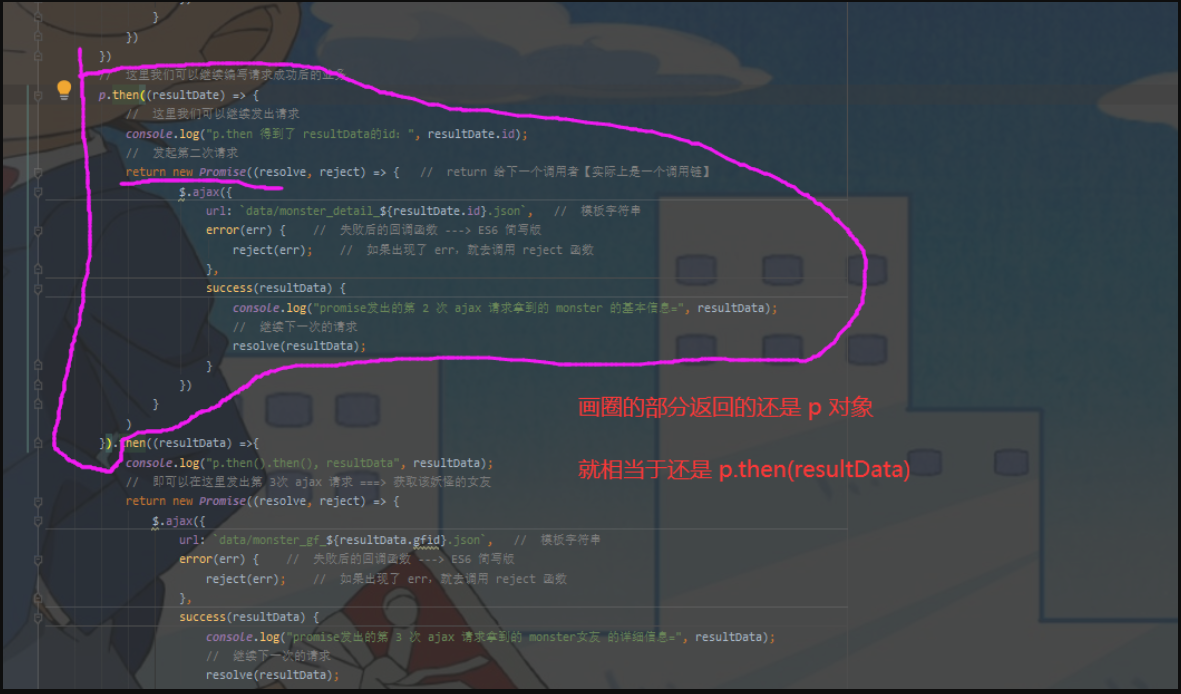 }
})
})
// 这里我们可以继续编写请求成功后的业务
p.then((resultDate) => {
// 这里我们可以继续发出请求
console.log("p.then 得到了 resultData的id: ", resultDate.id);
// 发起第二次请求
return new Promise((resolve, reject) => { // return 给下一个调用者【实际上是一个调用链】
$.ajax({
url: `data/monster_detail_${resultDate.id}.json`, // 模板字符串
error(err) { // 失败后的回调函数 ---> ES6 简写版
reject(err); // 如果出现了 err，就去调用 reject 函数
},
success(resultData) {
console.log("promise发出的第 2 次 ajax 请求拿到的 monster 的基本信息=", resultData);
// 继续下一次的请求
resolve(resultData);
}
})
}
)
画圈的部分返回的还是 p 对象
}).then((resultData) =>{
console.log("p.then().then(), resultData", resultData);
就相当于还是 p.then(resultData)
// 即可以在这里发出第 3次 ajax 请求 ===> 获取该妖怪的女友
return new Promise((resolve, reject) => {
$.ajax({
url: `data/monster_gf_${resultData.gfid}.json`, // 模板字符串
error(err) { // 失败后的回调函数 ---> ES6 简写版
reject(err); // 如果出现了 err，就去调用 reject 函数
},
success(resultData) {
console.log("promise发出的第 3 次 ajax 请求拿到的 monster女友 的详细信息=", resultData);
// 继续下一次的请求
resolve(resultData);